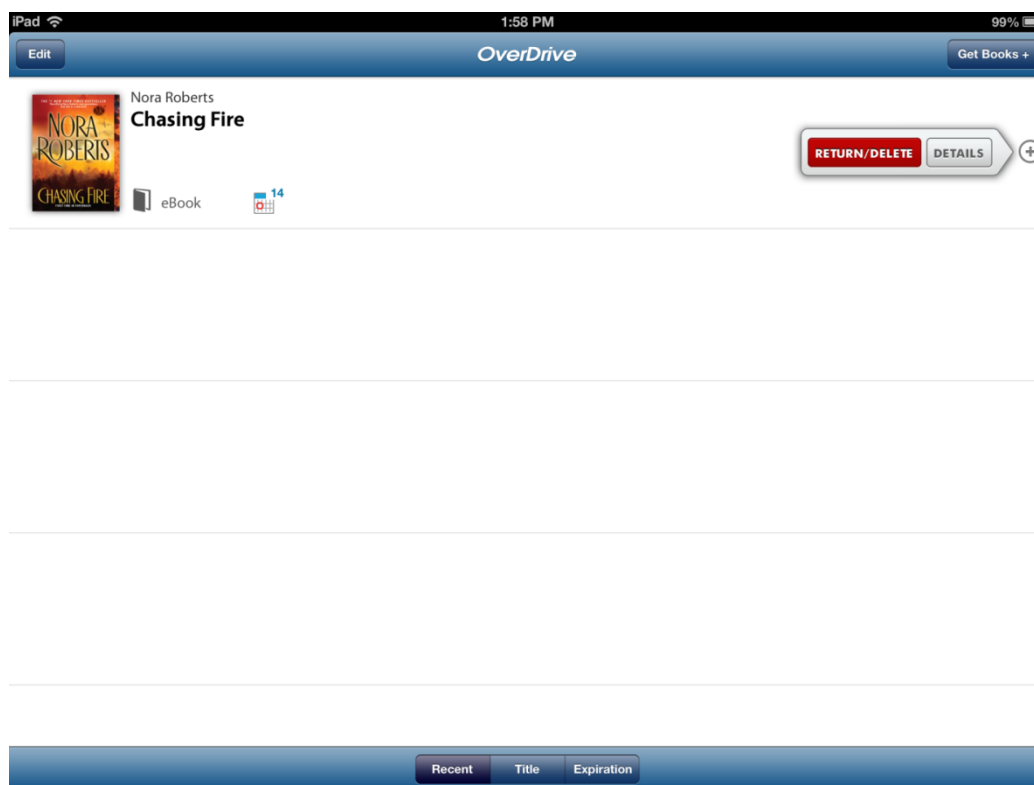 iPad 1:58 PM 99%
Edit OverDrive Get Books +
Nora Roberts
Chasing Fire
RETURN/DELETE DETAILS
eBook 14
NORA
ROBERTS
CHASING FIRE
Recent Title Expiration